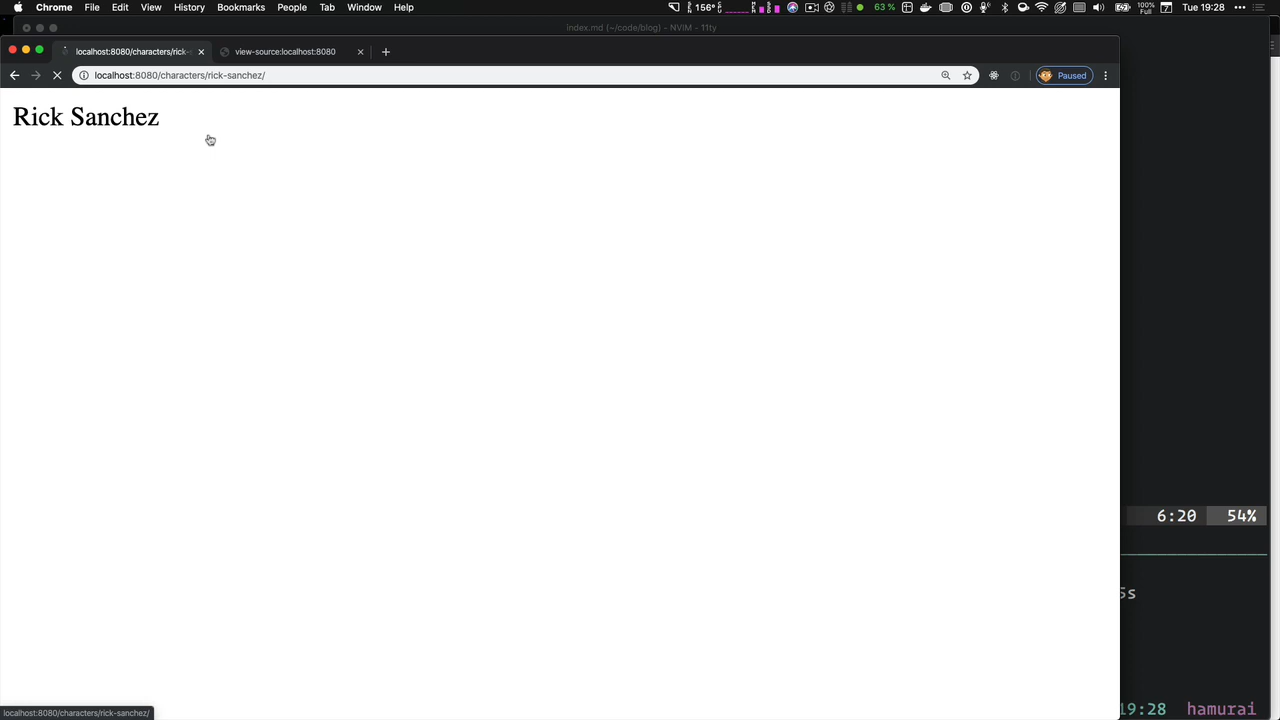 Chrome File Edit View History Bookmarks People Tab Window Help 156° 63 % 100% Full Tue 19:28
index.md (~/code/blog) - NVIM - 11ty
localhost:8080/characters/rick- view-source:localhost:8080
localhost:8080/characters/rick-sanchez/ Paused
Rick Sanchez
6:20 54%
5s
localhost:8080/characters/rick-sanchez/
19:28 hamurai